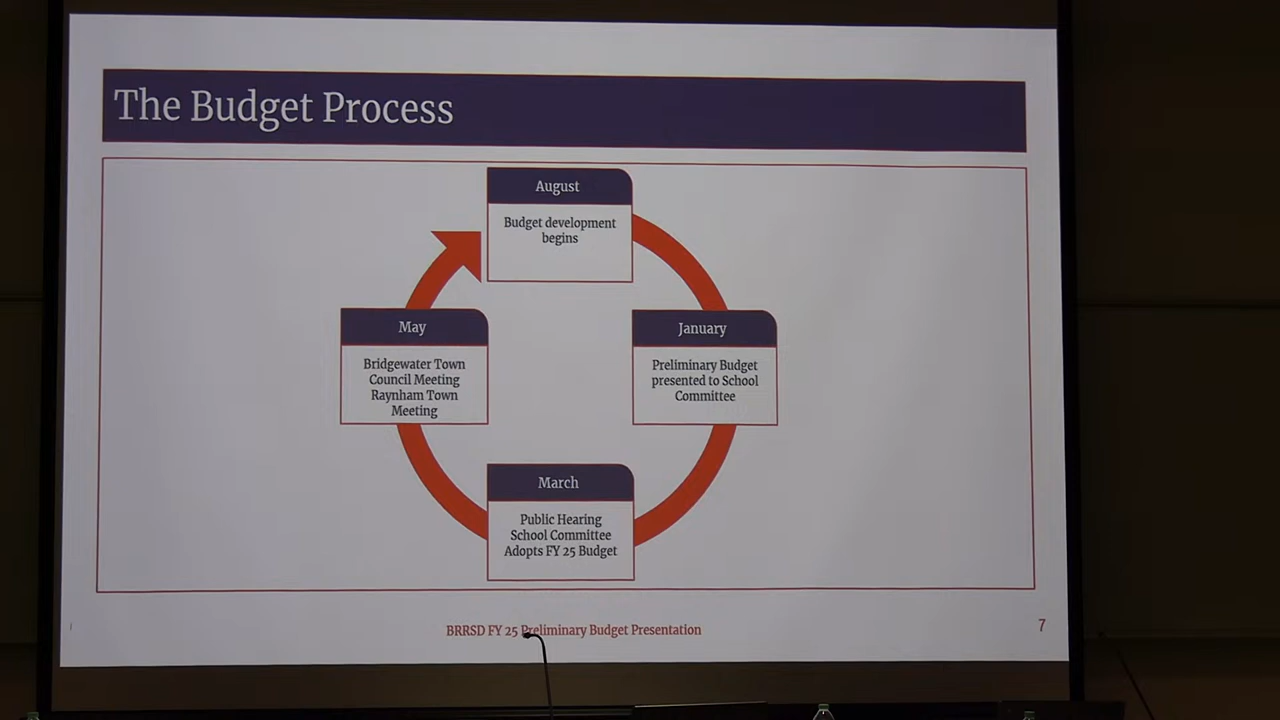 The Budget Process
August
Budget development
begins
January
Preliminary Budget
presented to School
Committee
March
Public Hearing
School Committee
Adopts FY 25 Budget
May
Bridgewater Town
Council Meeting
Raynham Town
Meeting
BRRSD FY 25 Preliminary Budget Presentation
7